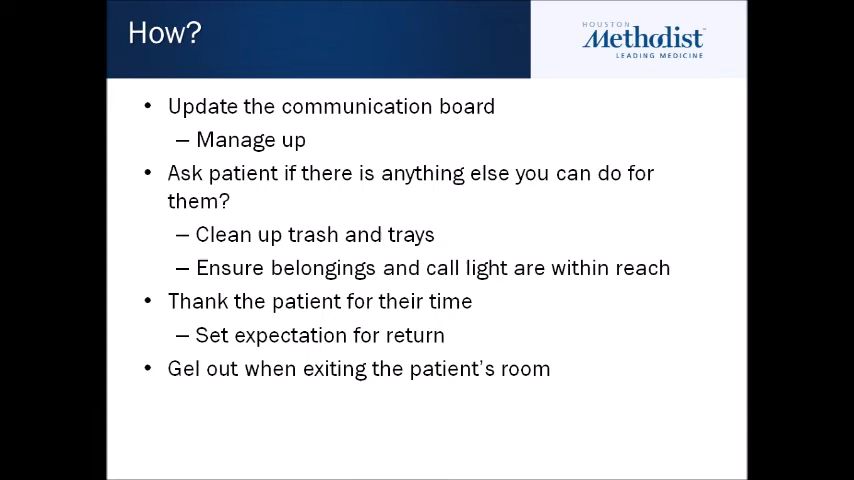 How?
HOUSTON
Methodist
LEADING MEDICINE
• Update the communication board
– Manage up
• Ask patient if there is anything else you can do for
them?
– Clean up trash and trays
– Ensure belongings and call light are within reach
• Thank the patient for their time
– Set expectation for return
• Gel out when exiting the patient's room